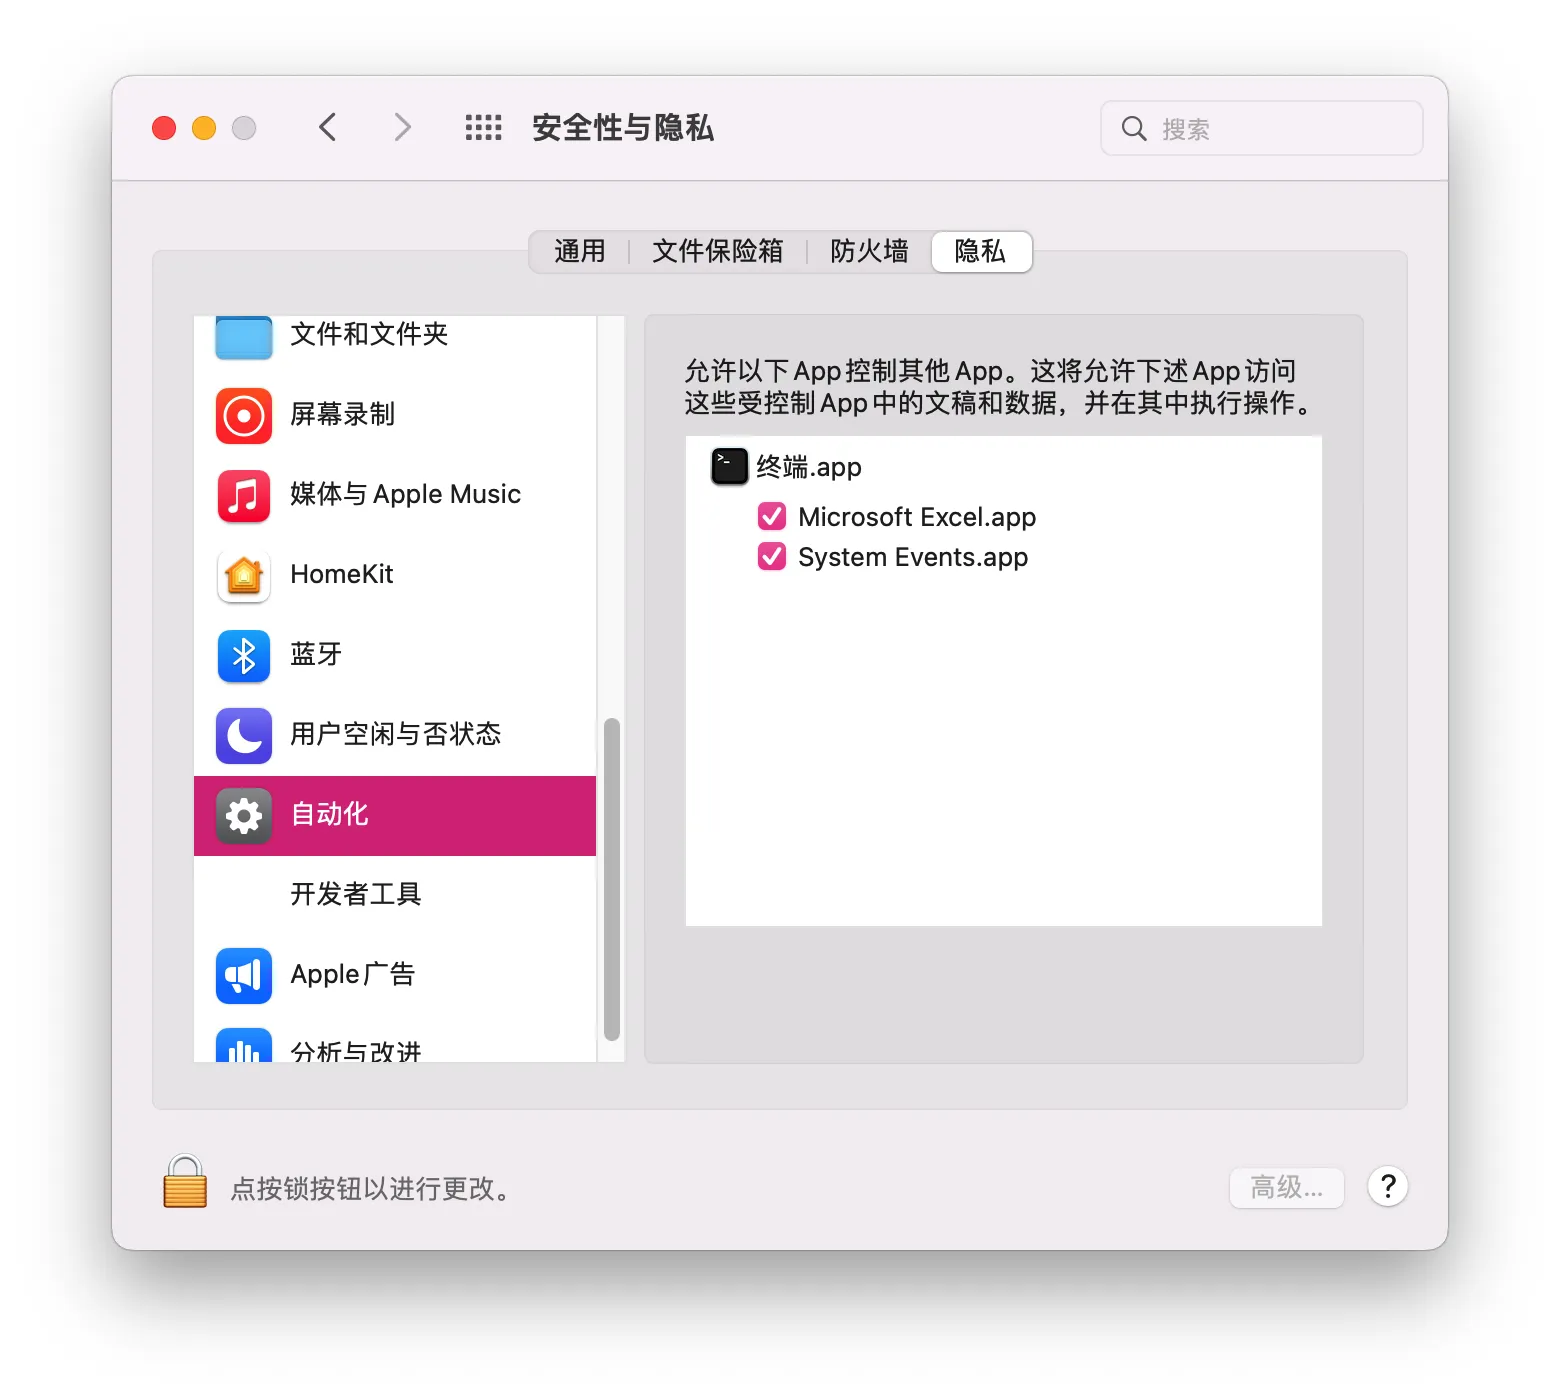 安全性与隐私
搜索
通用
文件保险箱
防火墙
隐私
文件和文件夹
屏幕录制
媒体与 Apple Music
HomeKit
蓝牙
用户空闲与否状态
自动化
开发者工具
Apple广告
分析与改进
允许以下 App 控制其他 App。这将允许下述 App 访问
这些受控制 App 中的文稿和数据，并在其中执行操作。
>_
终端.app
Microsoft Excel.app
System Events.app
点按锁按钮以进行更改。
高级...
?